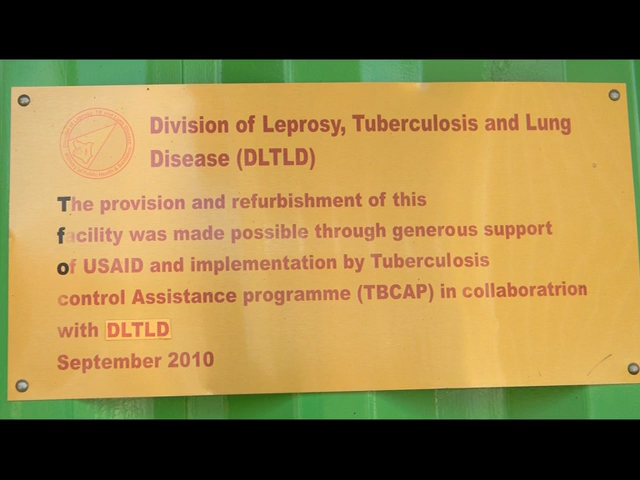 Division of Leprosy, Tuberculosis and Lung
Disease (DLTLD)
The provision and refurbishment of this
facility was made possible through generous support
of USAID and implementation by Tuberculosis
control Assistance programme (TBCAP) in collaboratrion
with DLTLD
September 2010